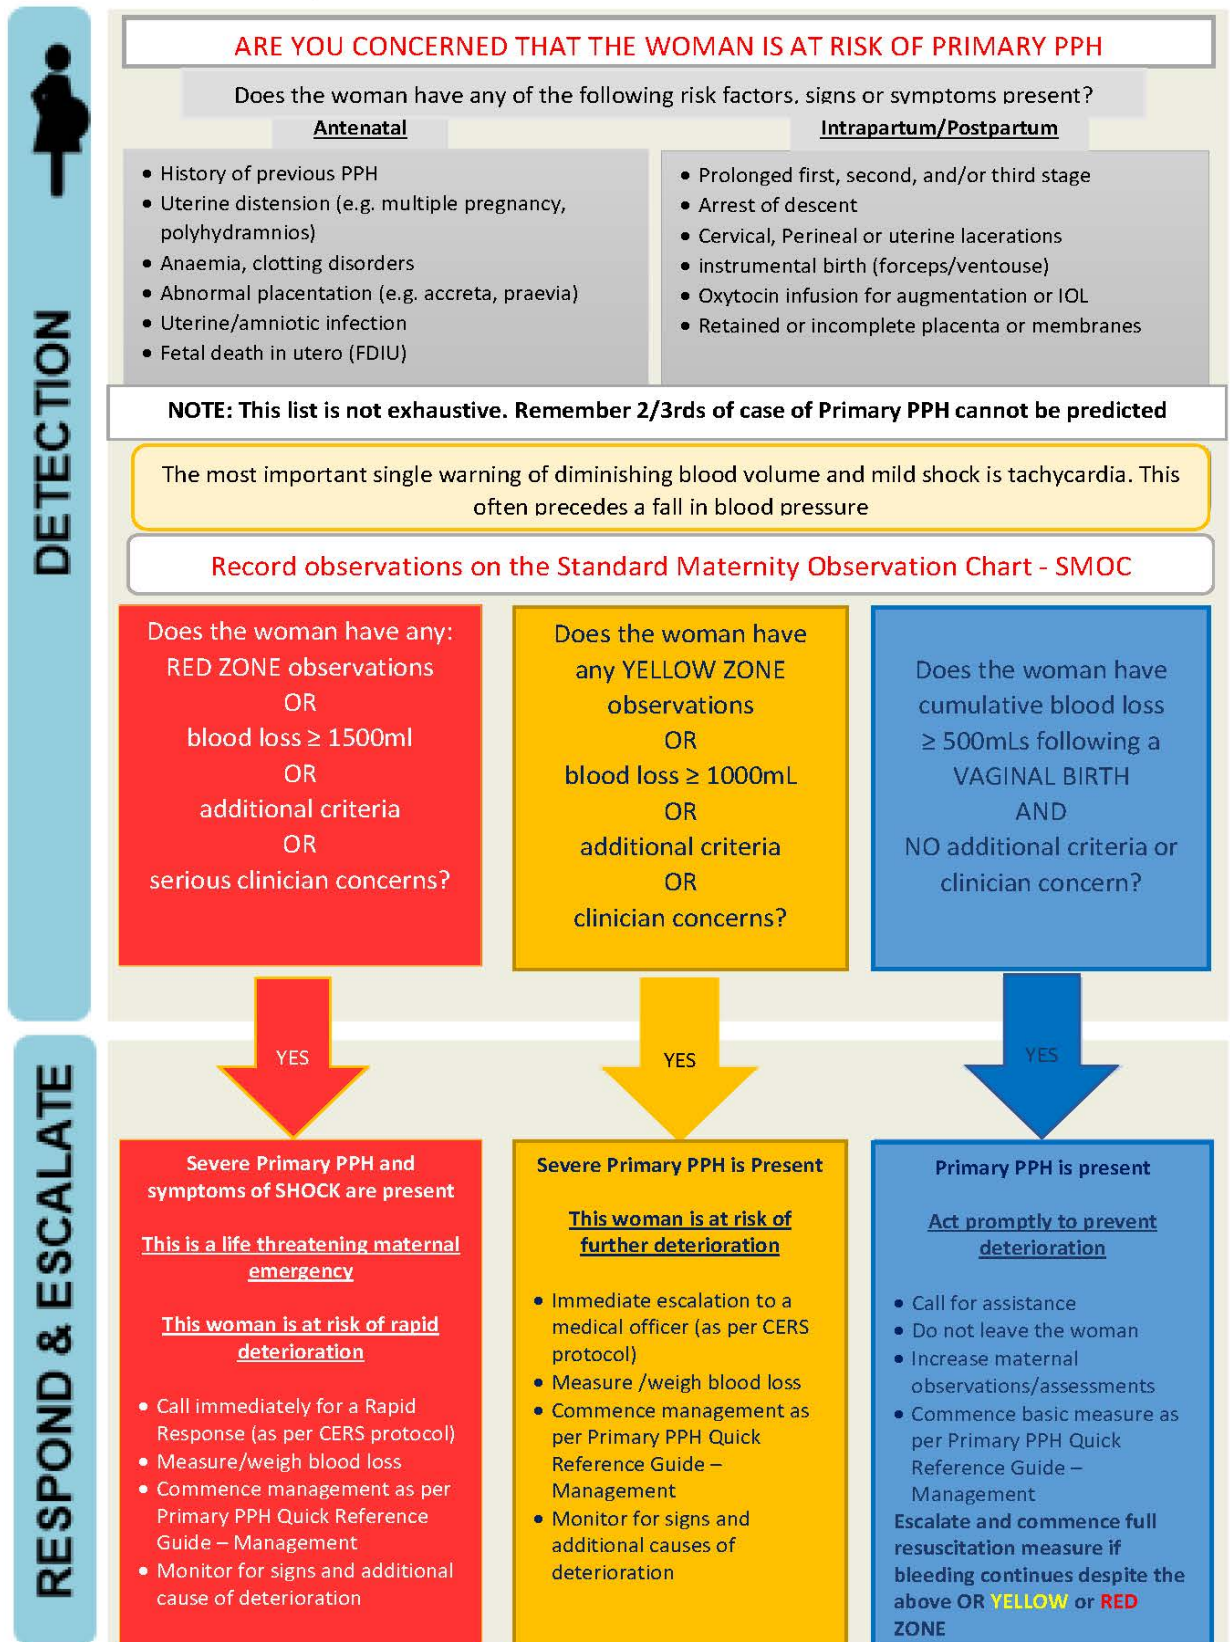 DETECTION
ARE YOU CONCERNED THAT THE WOMAN IS AT RISK OF PRIMARY PPH
Does the woman have any of the following risk factors, signs or symptoms present?
Antenatal
• History of previous PPH
• Uterine distension (e.g. multiple pregnancy,
polyhydramnios)
• Anaemia, clotting disorders
• Abnormal placentation (e.g. accreta, praevia)
• Uterine/amniotic infection
• Fetal death in utero (FDIU)
Intrapartum/Postpartum
• Prolonged first, second, and/or third stage
• Arrest of descent
• Cervical, Perineal or uterine lacerations
• instrumental birth (forceps/ventouse)
• Oxytocin infusion for augmentation or IOL
• Retained or incomplete placenta or membranes
NOTE: This list is not exhaustive. Remember 2/3rds of case of Primary PPH cannot be predicted
The most important single warning of diminishing blood volume and mild shock is tachycardia. This
often precedes a fall in blood pressure
Record observations on the Standard Maternity Observation Chart - SMOC
Does the woman have any:
RED ZONE observations
OR
blood loss ≥ 1500ml
OR
additional criteria
OR
serious clinician concerns?
Does the woman have
any YELLOW ZONE
observations
OR
blood loss ≥ 1000mL
OR
additional criteria
OR
clinician concerns?
Does the woman have
cumulative blood loss
≥ 500mLs following a
VAGINAL BIRTH
AND
NO additional criteria or
clinician concern?
YES
YES
YES
RESPOND & ESCALATE
Severe Primary PPH and
symptoms of SHOCK are present
This is a life threatening maternal
emergency
This woman is at risk of rapid
deterioration
• Call immediately for a Rapid
Response (as per CERS protocol)
• Measure/weigh blood loss
• Commence management as per
Primary PPH Quick Reference
Guide – Management
• Monitor for signs and additional
cause of deterioration
Severe Primary PPH is Present
This woman is at risk of
further deterioration
• Immediate escalation to a
medical officer (as per CERS
protocol)
• Measure /weigh blood loss
• Commence management as
per Primary PPH Quick
Reference Guide –
Management
• Monitor for signs and
additional causes of
deterioration
Primary PPH is present
Act promptly to prevent
deterioration
• Call for assistance
• Do not leave the woman
• Increase maternal
observations/assessments
• Commence basic measure as
per Primary PPH Quick
Reference Guide –
Management
Escalate and commence full
resuscitation measure if
bleeding continues despite the
above OR YELLOW or RED
ZONE